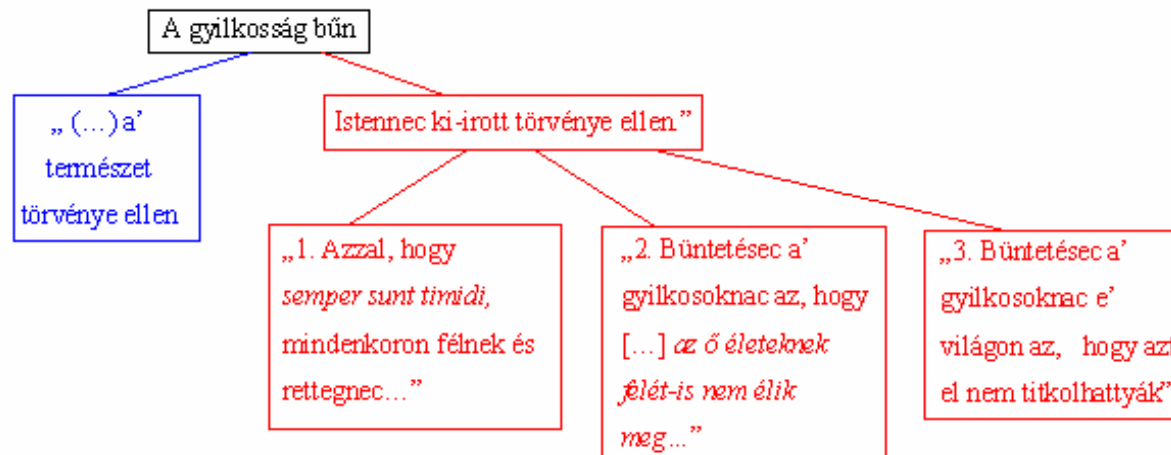 A gyilkosság bűn
„ (...) a’
természet
törvénye ellen
Istennec ki-irott törvénye ellen.”
„1. Azzal, hogy
semper sunt timidi,
mindenkoron félnek és
rettegnec...”
„2. Büntetésec a’
gyilkosoknac az, hogy
[...] az ő életeknek
felét-is nem élik
meg...”
„3. Büntetésec a’
gyilkosoknac e’
világon az, hogy azt
el nem titkolhattyák”